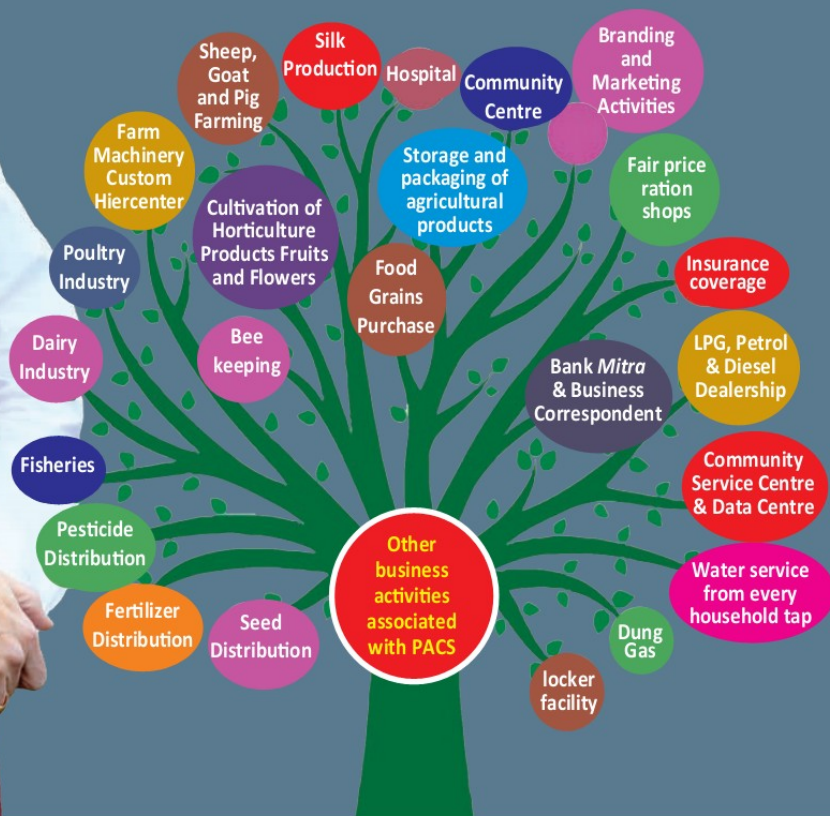 Sheep,
Goat
and Pig
Farming
Silk
Production
Hospital
Community
Centre
Branding
and
Marketing
Activities
Farm
Machinery
Custom
Hiercenter
Cultivation of
Horticulture
Products Fruits
and Flowers
Storage and
packaging of
agricultural
products
Fair price
ration
shops
Poultry
Industry
Food
Grains
Purchase
Insurance
coverage
Dairy
Industry
Bee
keeping
Bank Mitra
& Business
Correspondent
LPG, Petrol
& Diesel
Dealership
Fisheries
Community
Service Centre
& Data Centre
Pesticide
Distribution
Other
business
activities
associated
with PACS
Water service
from every
household tap
Fertilizer
Distribution
Seed
Distribution
Dung
Gas
locker
facility